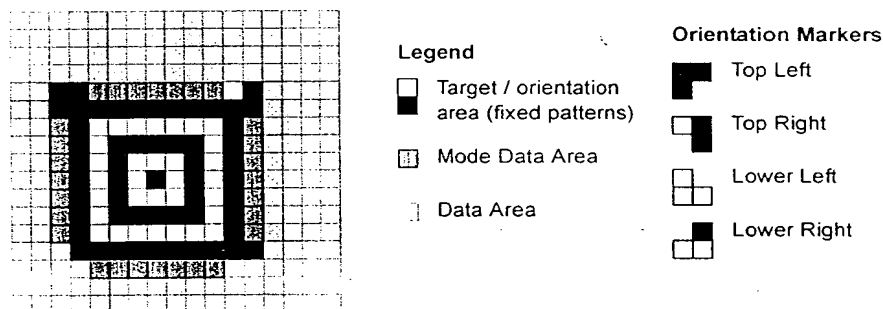 Legend
Target / orientation
area (fixed patterns)
Mode Data Area
Data Area
Orientation Markers
Top Left
Top Right
Lower Left
Lower Right